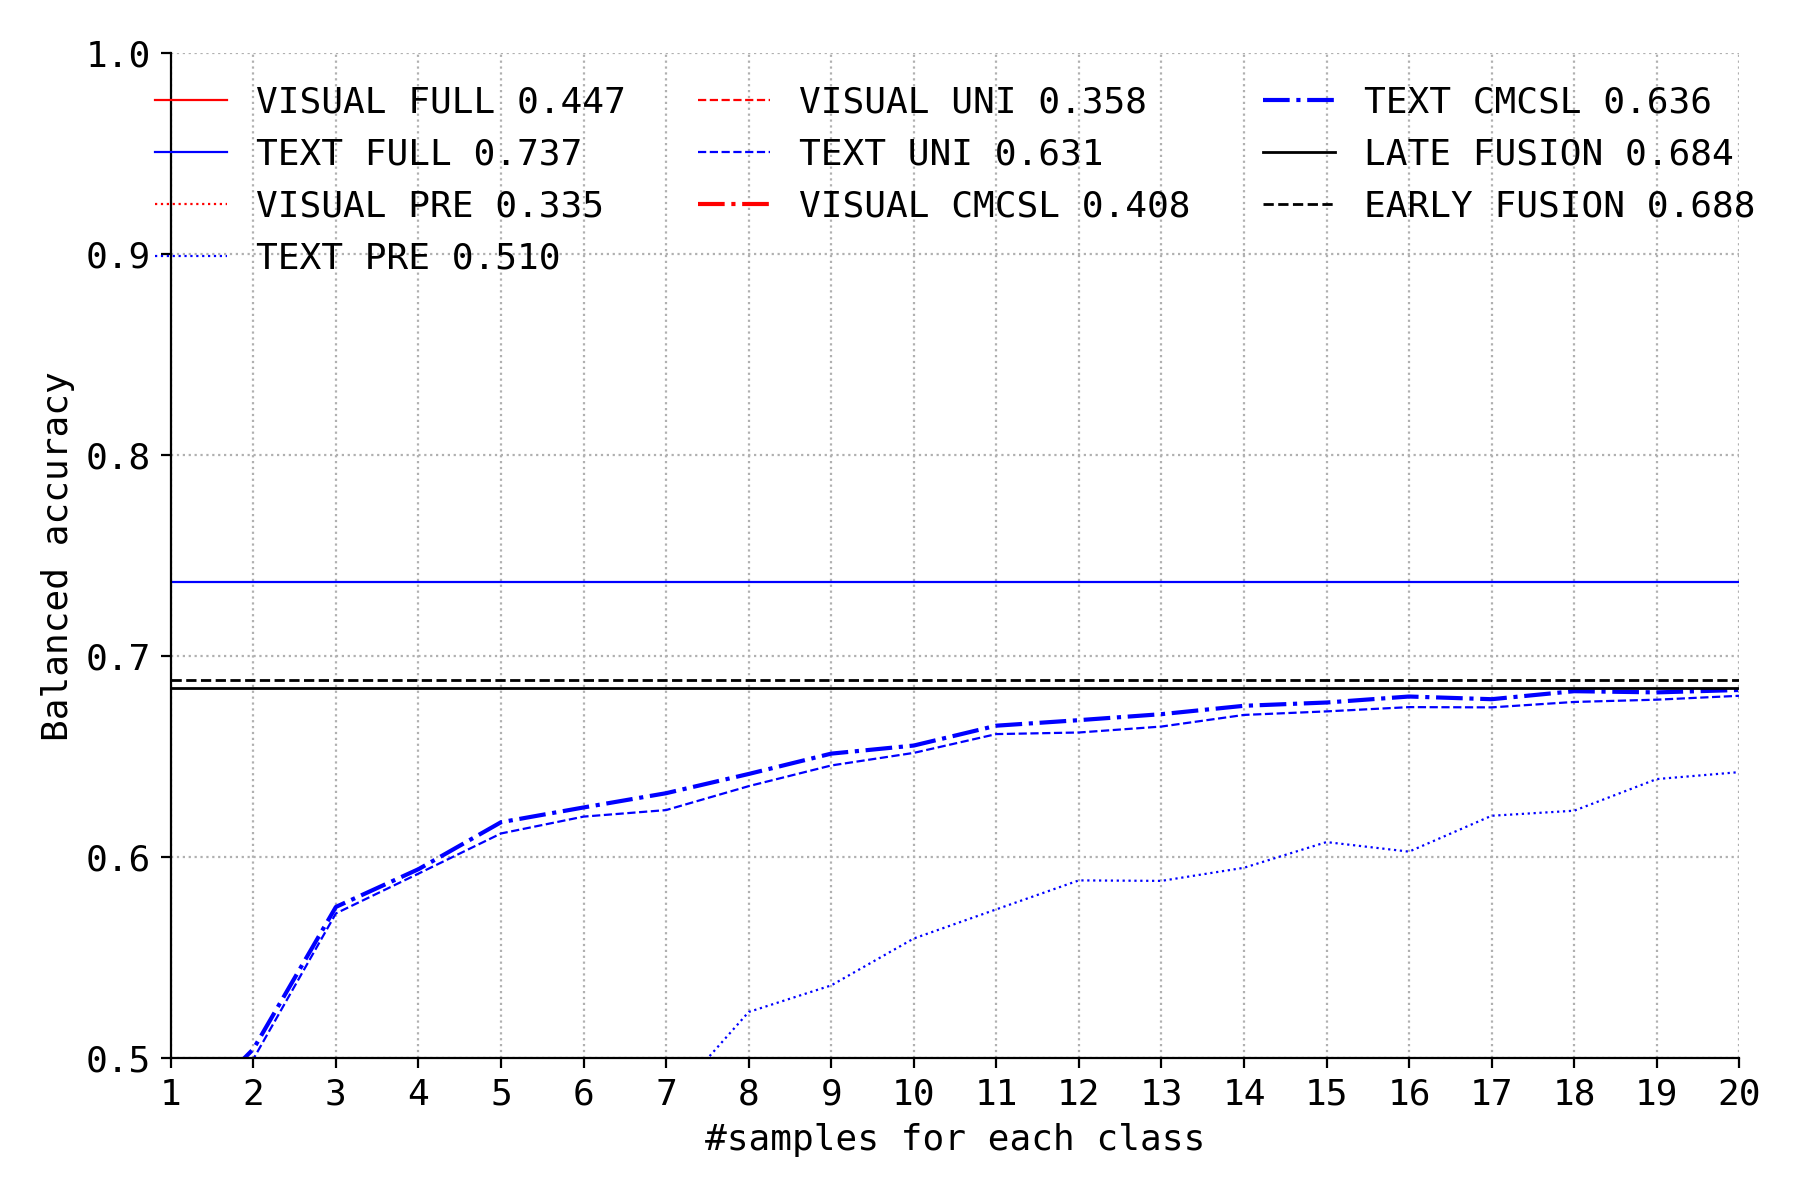 1.0
VISUAL FULL 0.447
TEXT FULL 0.737
VISUAL PRE 0.335
TEXT PRE 0.510
VISUAL UNI 0.358
TEXT UNI 0.631
VISUAL CMCSL 0.408
TEXT CMCSL 0.636
LATE FUSION 0.684
EARLY FUSION 0.688
0.9
0.8
0.7
0.6
0.5
Balanced accuracy
1 2 3 4 5 6 7 8 9 10 11 12 13 14 15 16 17 18 19 20
#samples for each class